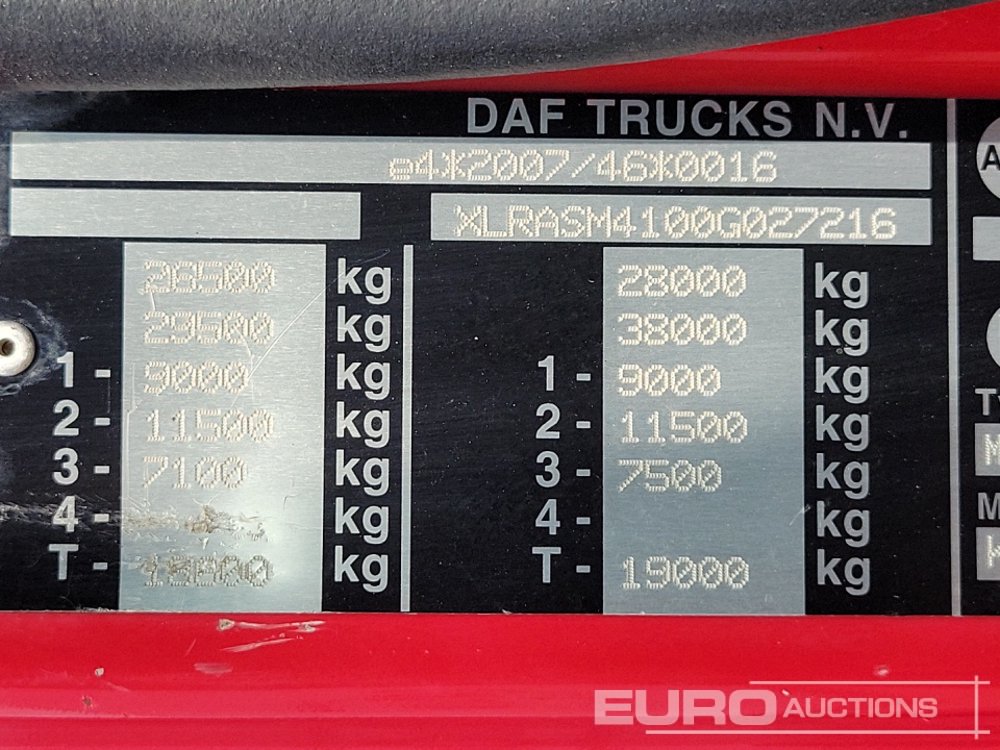 DAF TRUCKS N.V.
e4*2007/46*0016
XLRASM4100G027216
26500 kg 28000 kg
23500 kg 38000 kg
1- 9000 kg 1- 9000 kg
2- 11500 kg 2- 11500 kg
3- 7100 kg 3- 7500 kg
4- kg 4- kg
T- kg T- 19000 kg
EURO AUCTIONS